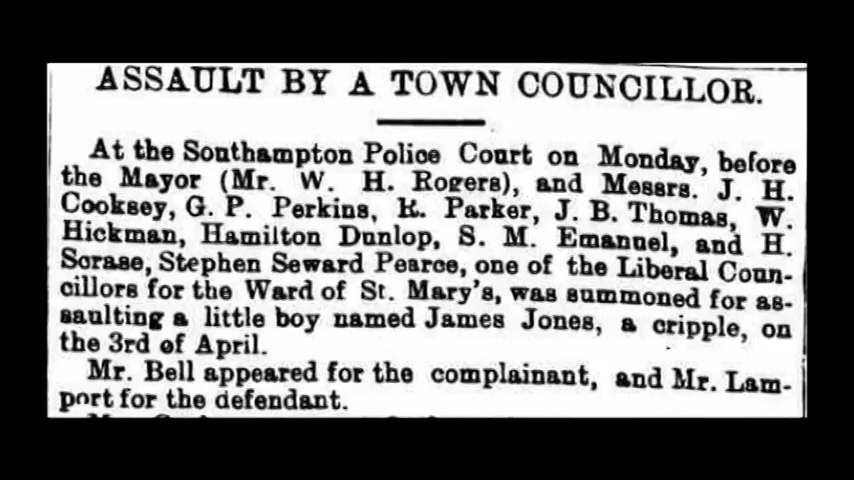 ASSAULT BY A TOWN COUNCILLOR.
At the Southampton Police Court on Monday, before
the Mayor (Mr. W. H. Rogers), and Messrs. J. H.
Cooksey, G. P. Perkins, R. Parker, J. B. Thomas, W.
Hickman, Hamilton Dunlop, S. M. Emanuel, and H.
Scrase, Stephen Seward Pearce, one of the Liberal Coun-
cillors for the Ward of St. Mary's, was summoned for as-
saulting a little boy named James Jones, a cripple, on
the 3rd of April.
Mr. Bell appeared for the complainant, and Mr. Lam-
port for the defendant.